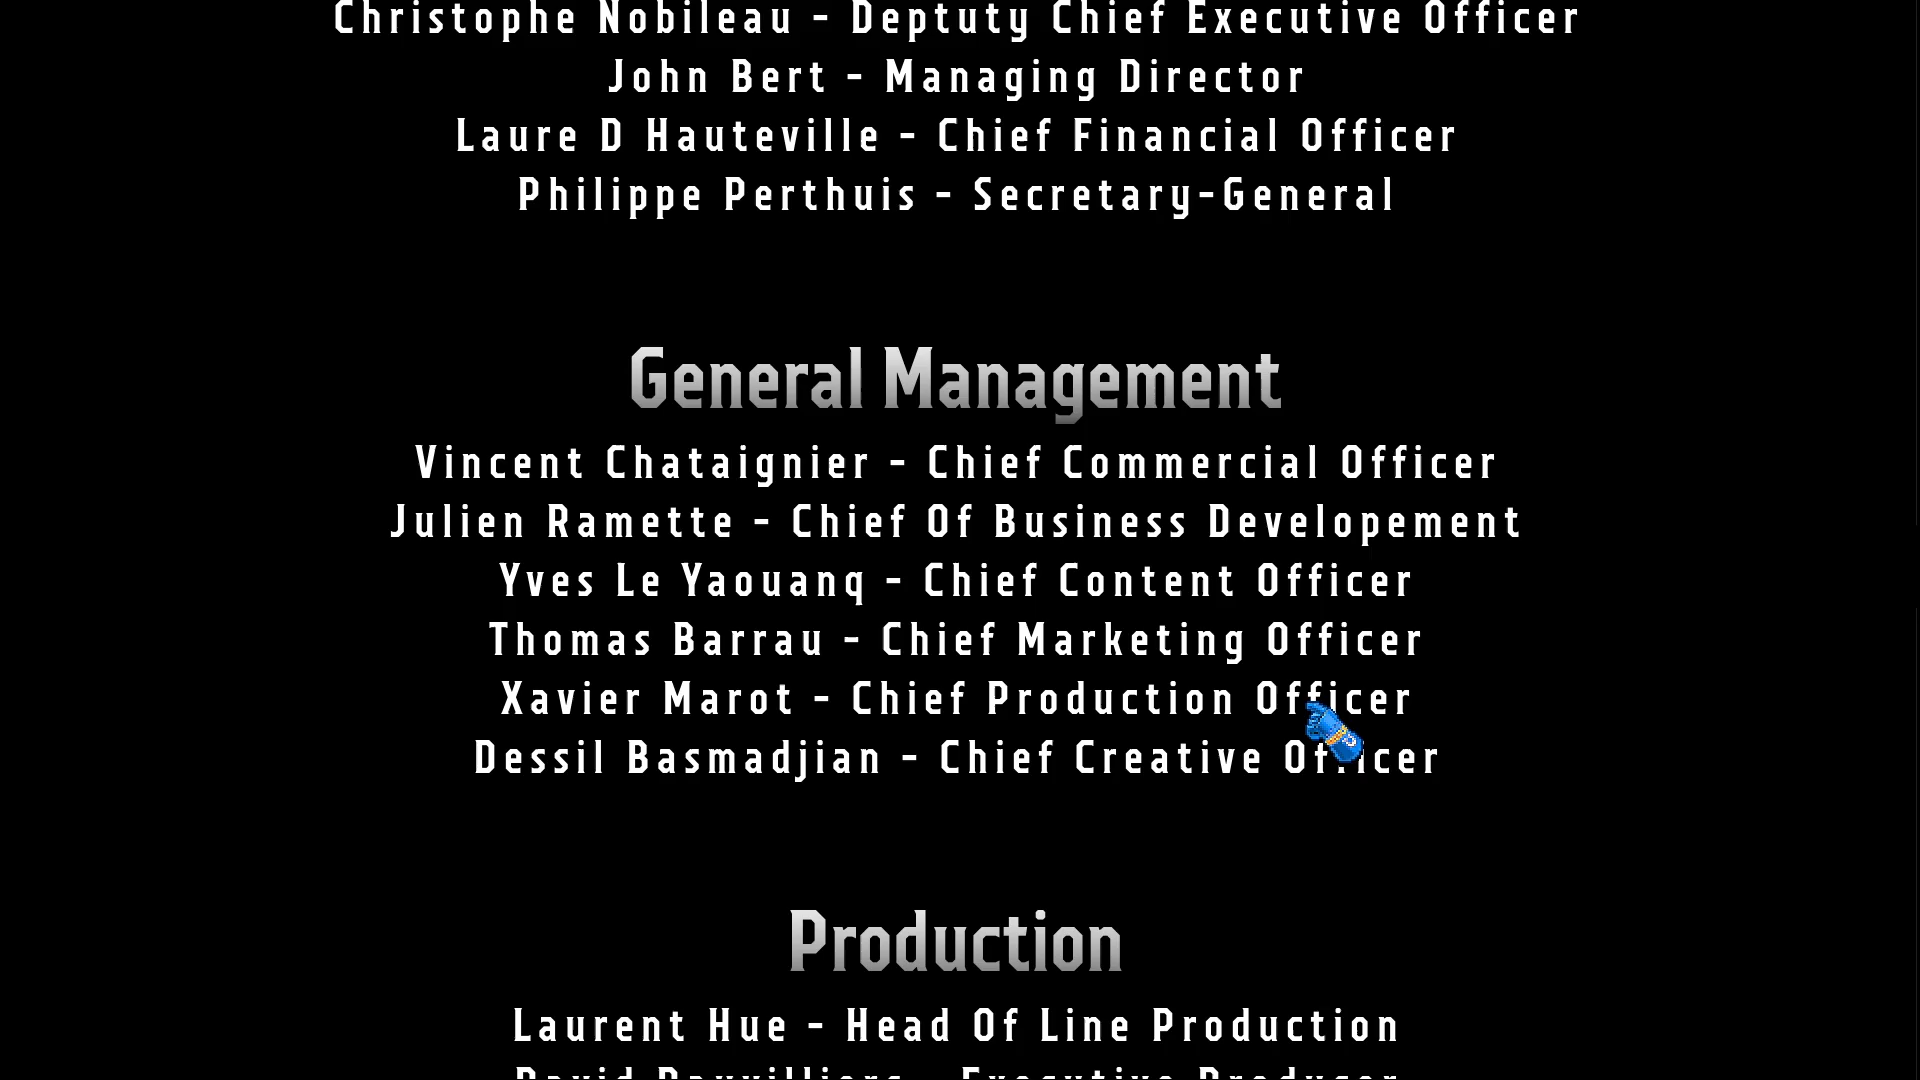 Christophe Nobileau - Deptuty Chief Executive Officer
John Bert - Managing Director
Laure D Hauteville - Chief Financial Officer
Philippe Perthuis - Secretary-General
General Management
Vincent Chataignier - Chief Commercial Officer
Julien Ramette - Chief Of Business Developement
Yves Le Yaouanq - Chief Content Officer
Thomas Barrau - Chief Marketing Officer
Xavier Marot - Chief Production Officer
Dessil Basmadjian - Chief Creative Officer
Production
Laurent Hue - Head Of Line Production
David - Executive Producer